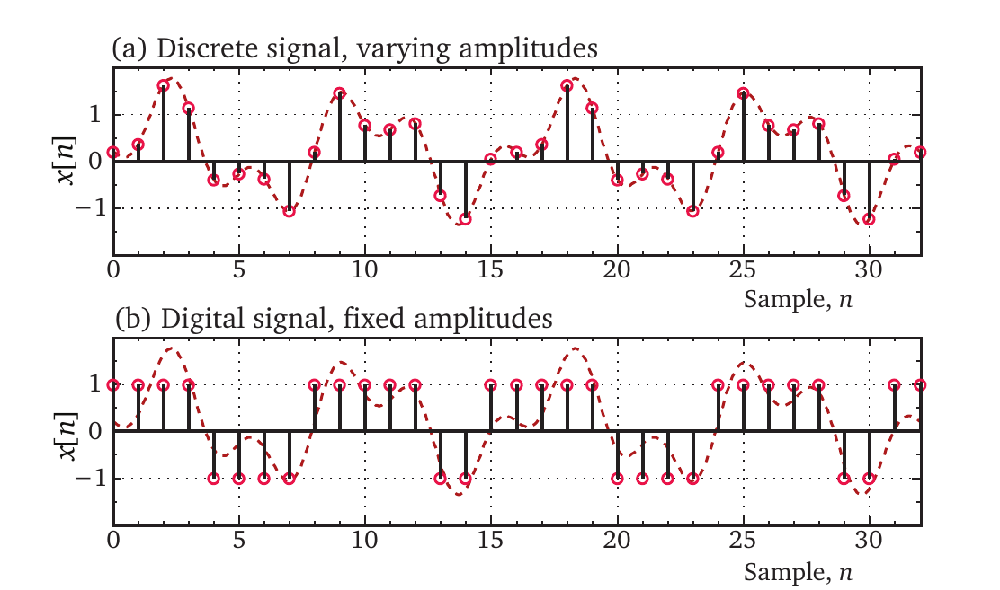 (a) Discrete signal, varying amplitudes
1
0
−1
x[n]
0 5 10 15 20 25 30
Sample, n
(b) Digital signal, fixed amplitudes
1
0
−1
x[n]
0 5 10 15 20 25 30
Sample, n